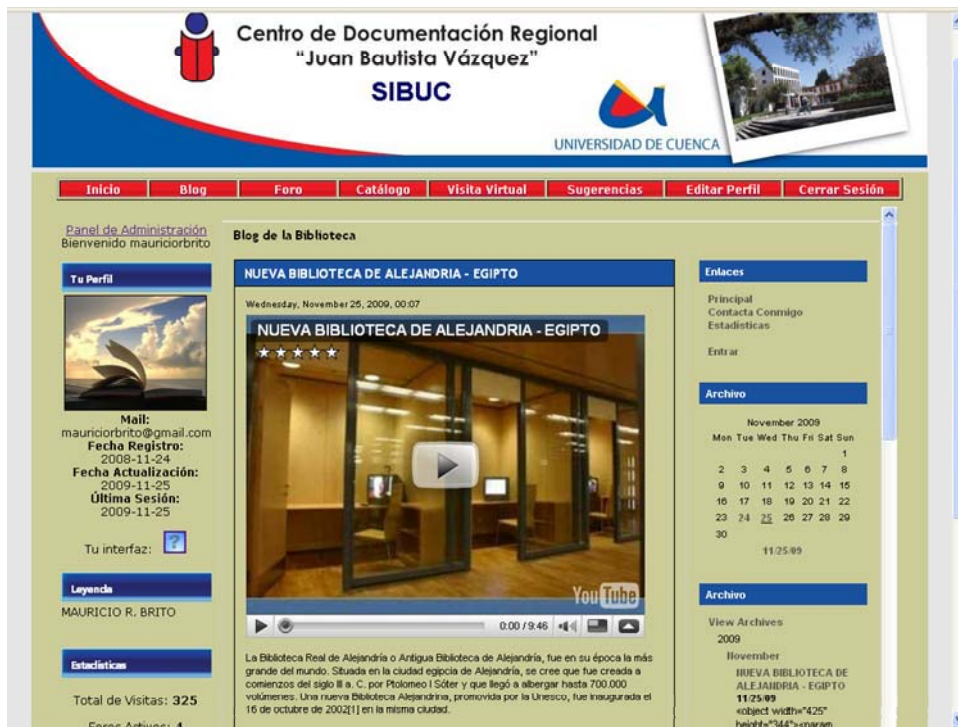 Centro de Documentación Regional
"Juan Bautista Vázquez"
SIBUC
UNIVERSIDAD DE CUENCA
Inicio Blog Foro Catálogo Visita Virtual Sugerencias Editar Perfil Cerrar Sesión
Panel de Administración
Bienvenido mauriciorbrito
Tu Perfil
Mail:
mauriciorbrito@gmail.com
Fecha Registro:
2008-11-24
Fecha Actualización:
2009-11-25
Última Sesión:
2009-11-25
Tu interfaz: ?
Leyenda
MAURICIO R. BRITO
Estadísticas
Total de Visitas: 325
Foros Activos: 4
Blog de la Biblioteca
NUEVA BIBLIOTECA DE ALEJANDRIA - EGIPTO
Wednesday, November 25, 2009, 00:07
NUEVA BIBLIOTECA DE ALEJANDRIA - EGIPTO
YouTube
0:00 / 9:46
La Biblioteca Real de Alejandría o Antigua Biblioteca de Alejandría, fue en su época la más
grande del mundo. Situada en la ciudad egipcia de Alejandría, se cree que fue creada a
comienzos del siglo III a. C. por Ptolomeo I Sóter y que llegó a albergar hasta 700.000
volúmenes. Una nueva Biblioteca Alejandrina, promovida por la Unesco, fue inaugurada el
16 de octubre de 2002[1] en la misma ciudad.
Enlaces
Principal
Contacta Conmigo
Estadísticas
Entrar
Archivo
November 2009
Mon Tue Wed Thu Fri Sat Sun
1
2 3 4 5 6 7 8
9 10 11 12 13 14 15
16 17 18 19 20 21 22
23 24 25 26 27 28 29
30
11/25/09
Archivo
View Archives
2009
November
NUEVA BIBLIOTECA DE
ALEJANDRIA - EGIPTO
11/25/09
<object width="425"
height="344"><param